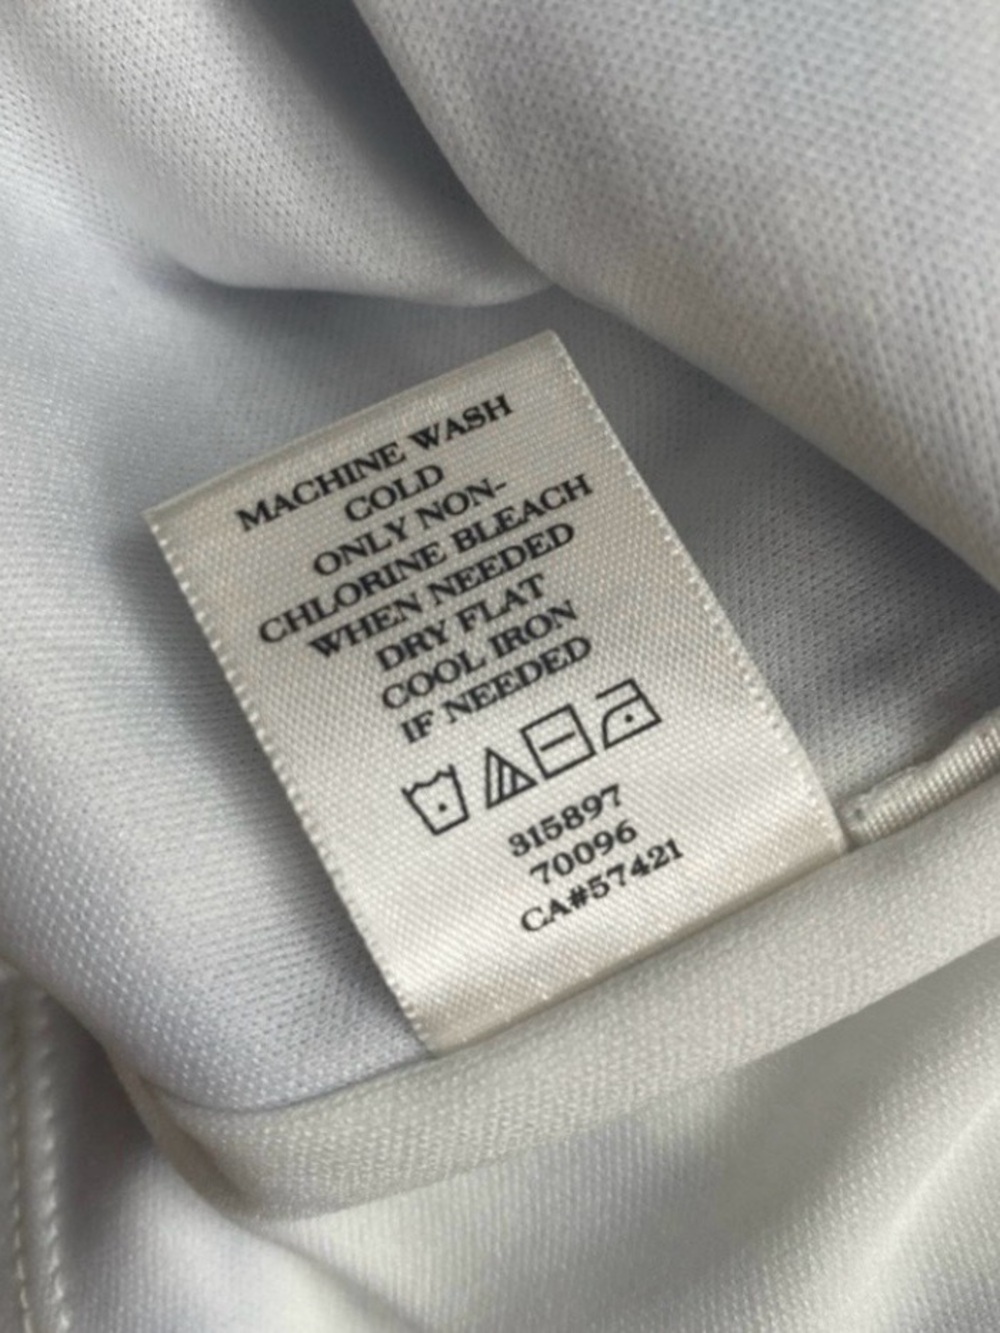 MACHINE WASH
COLD
ONLY NON-
CHLORINE BLEACH
WHEN NEEDED
DRY FLAT
COOL IRON
IF NEEDED
315897
70096
CA#57421